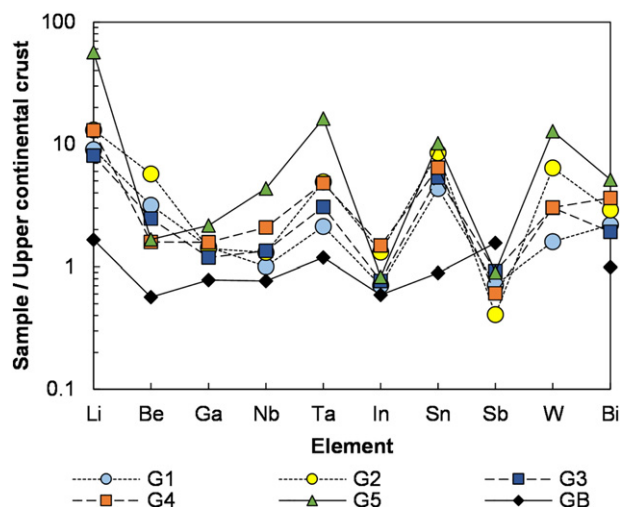 Sample / Upper continental crust
100
10
1
0.1
Li Be Ga Nb Ta In Sn Sb W Bi
Element
G1 G2 G3
G4 G5 GB